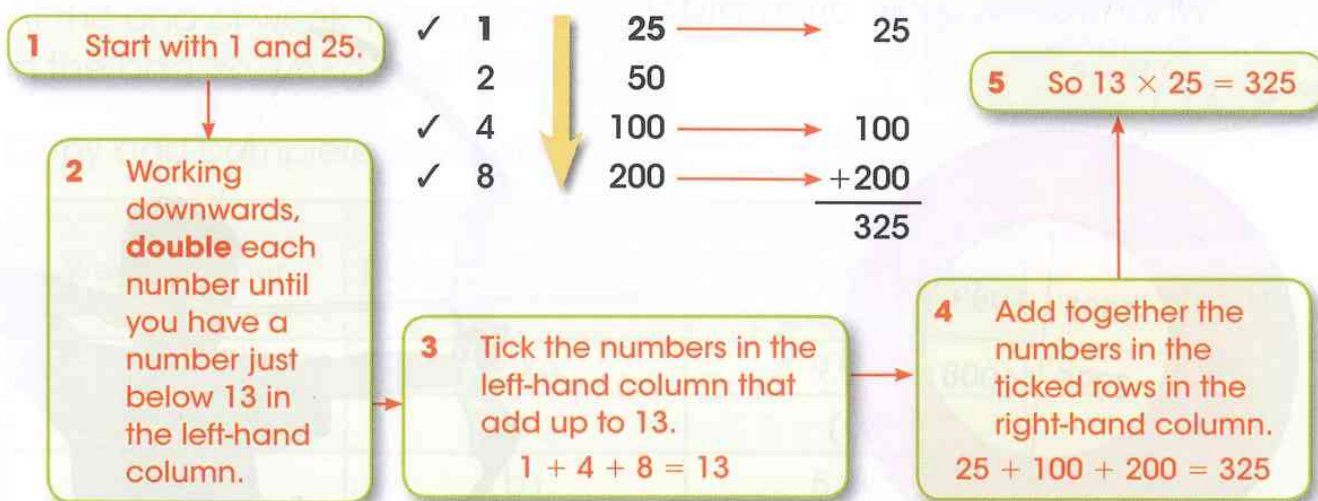 1 Start with 1 and 25.
✓ 1 25 25
2 50
✓ 4 100 100
✓ 8 200 +200
325
2 Working
downwards,
double each
number until
you have a
number just
below 13 in
the left-hand
column.
3 Tick the numbers in the
left-hand column that
add up to 13.
1 + 4 + 8 = 13
4 Add together the
numbers in the
ticked rows in the
right-hand column.
25 + 100 + 200 = 325
5 So 13 × 25 = 325